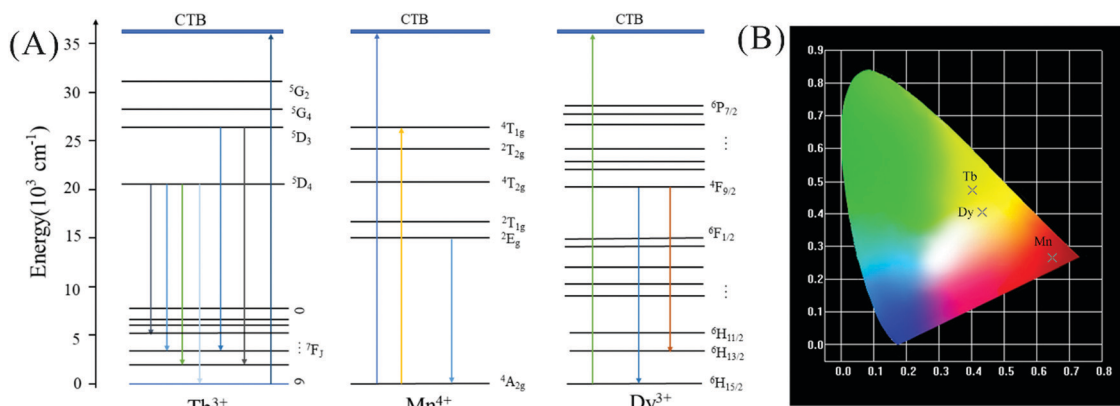 (A)
CTB
CTB
CTB
(B)
Energy(10³ cm⁻¹)
35
30
25
20
15
10
5
0
⁵G₂
⁵G₄
⁵D₃
⁵D₄
0
⋮ ⁷F_J
6
Tb³⁺
⁴T₁g
²T₂g
⁴T₂g
²T₁g
²Eg
⁴A₂g
Mn⁴⁺
⁶P₇/₂
⋮
⁴F₉/₂
⁶F₁/₂
⋮
⁶H₁₁/₂
⁶H₁₃/₂
⁶H₁₅/₂
Dy³⁺
0.9
0.8
0.7
0.6
0.5
0.4
0.3
0.2
0.1
0.0
Tb
Dy
Mn
0.0 0.1 0.2 0.3 0.4 0.5 0.6 0.7 0.8